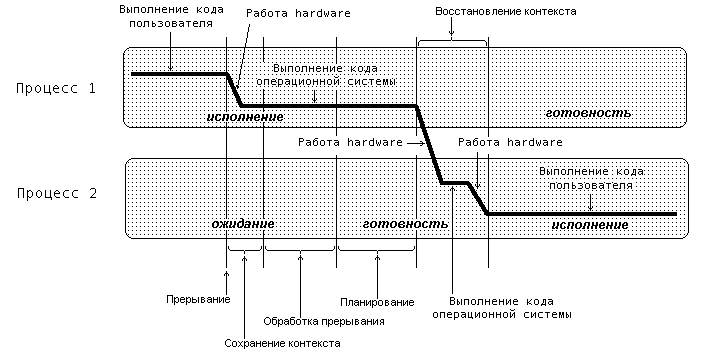 Выполнение кода
пользователя
Работа hardware
Восстановление контекста
Процесс 1
Выполнение кода
операционной системы
исполнение
готовность
Работа hardware
Работа hardware
Процесс 2
Выполнение кода
пользователя
ожидание
готовность
исполнение
Прерывание
Планирование
Выполнение кода
операционной системы
Обработка прерывания
Сохранение контекста